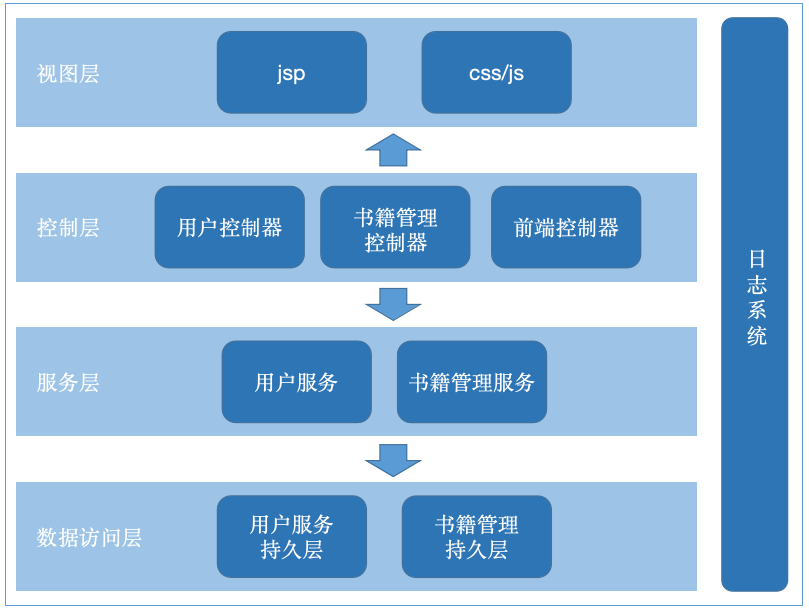 视图层
jsp
css/js
控制层
用户控制器
书籍管理
控制器
前端控制器
服务层
用户服务
书籍管理服务
数据访问层
用户服务
持久层
书籍管理
持久层
日
志
系
统